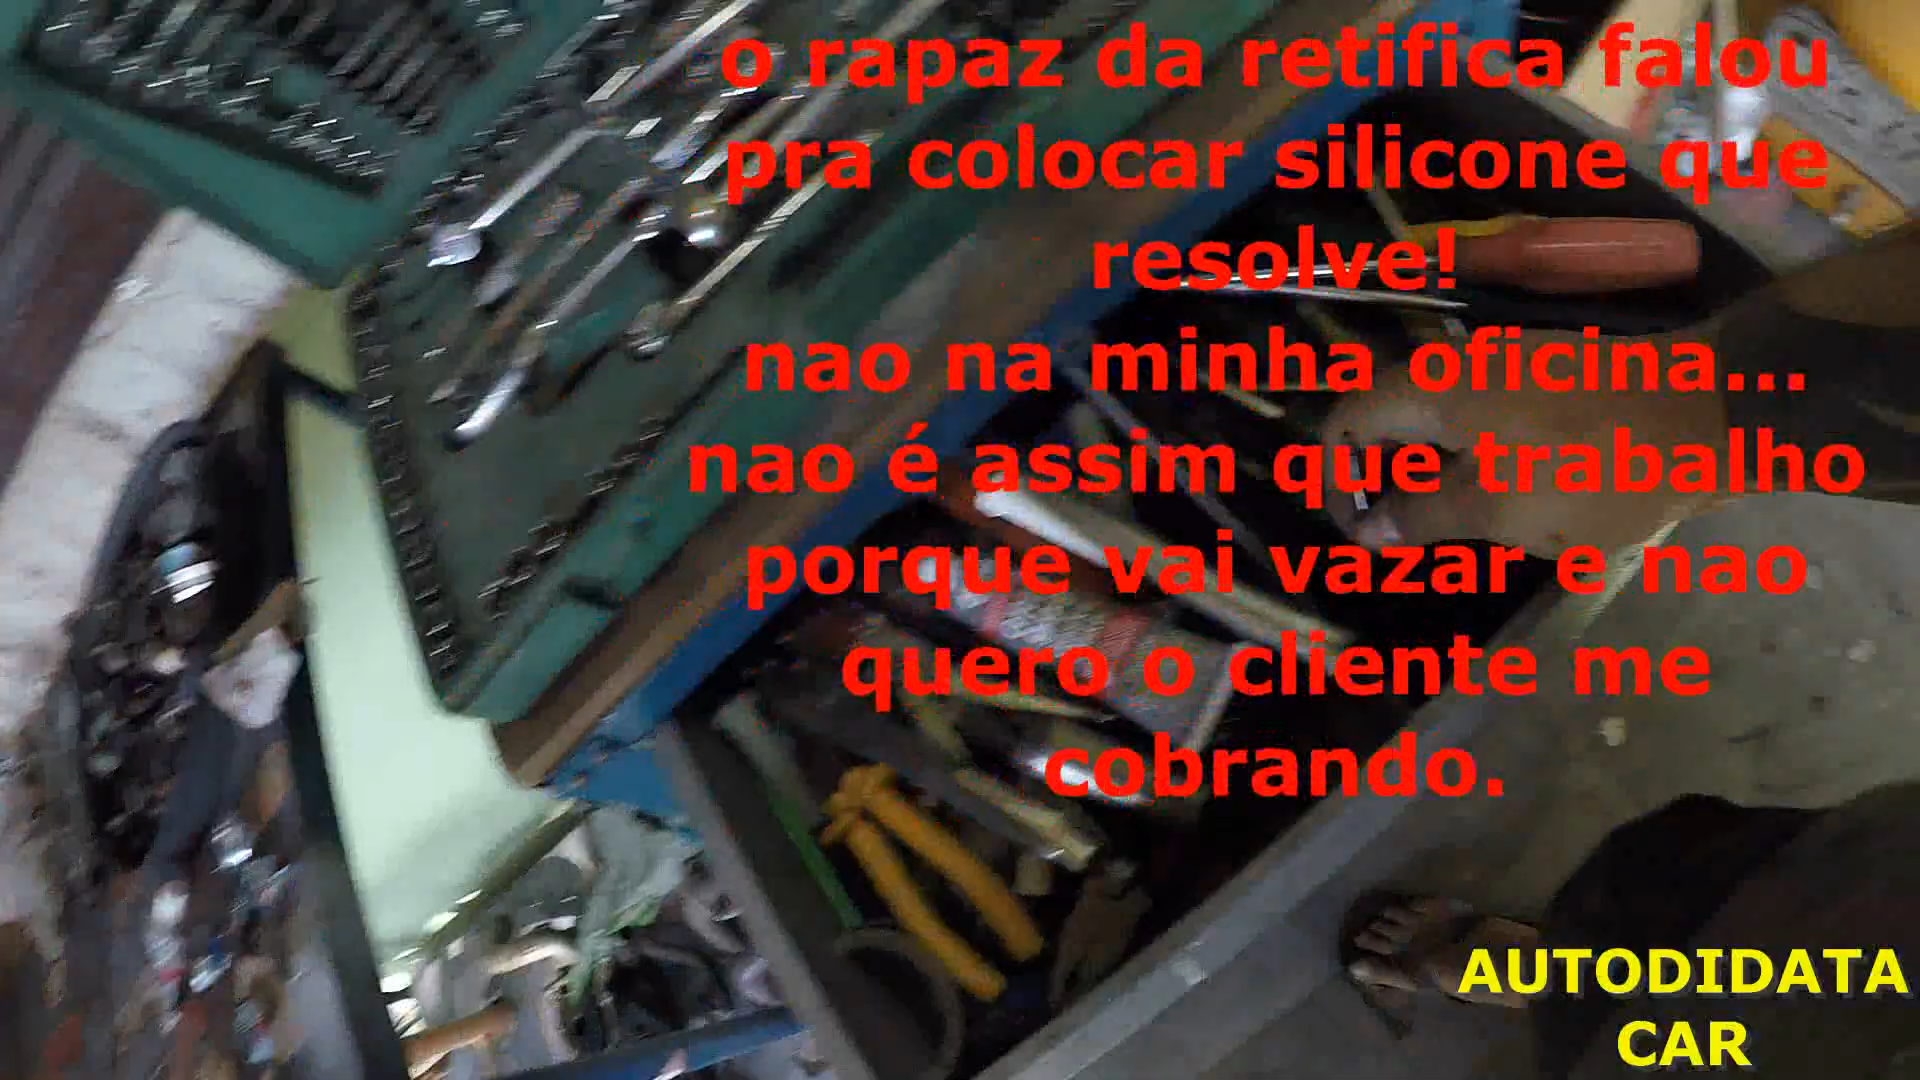 o rapaz da retifica falou
pra colocar silicone que
resolve!
nao na minha oficina...
nao é assim que trabalho
porque vai vazar e nao
quero o cliente me
cobrando.
AUTODIDATA
CAR